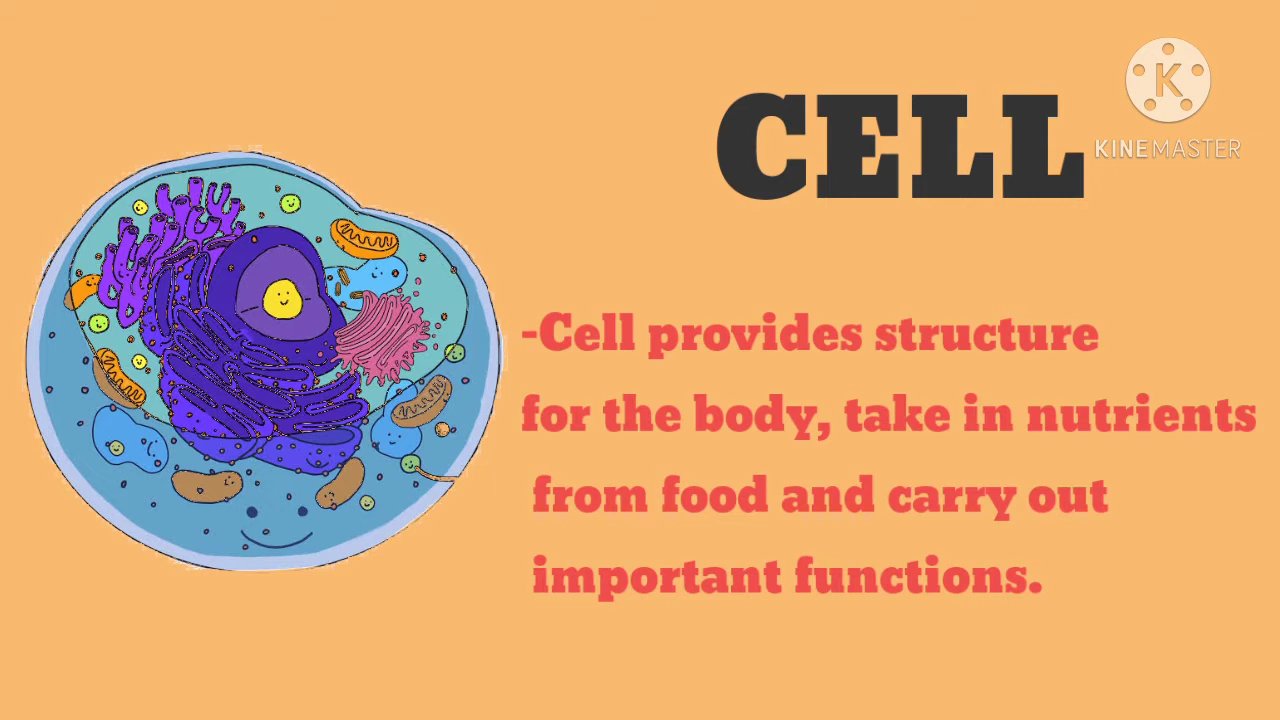 CELL
K
KINEMASTER
-Cell provides structure
for the body, take in nutrients
from food and carry out
important functions.